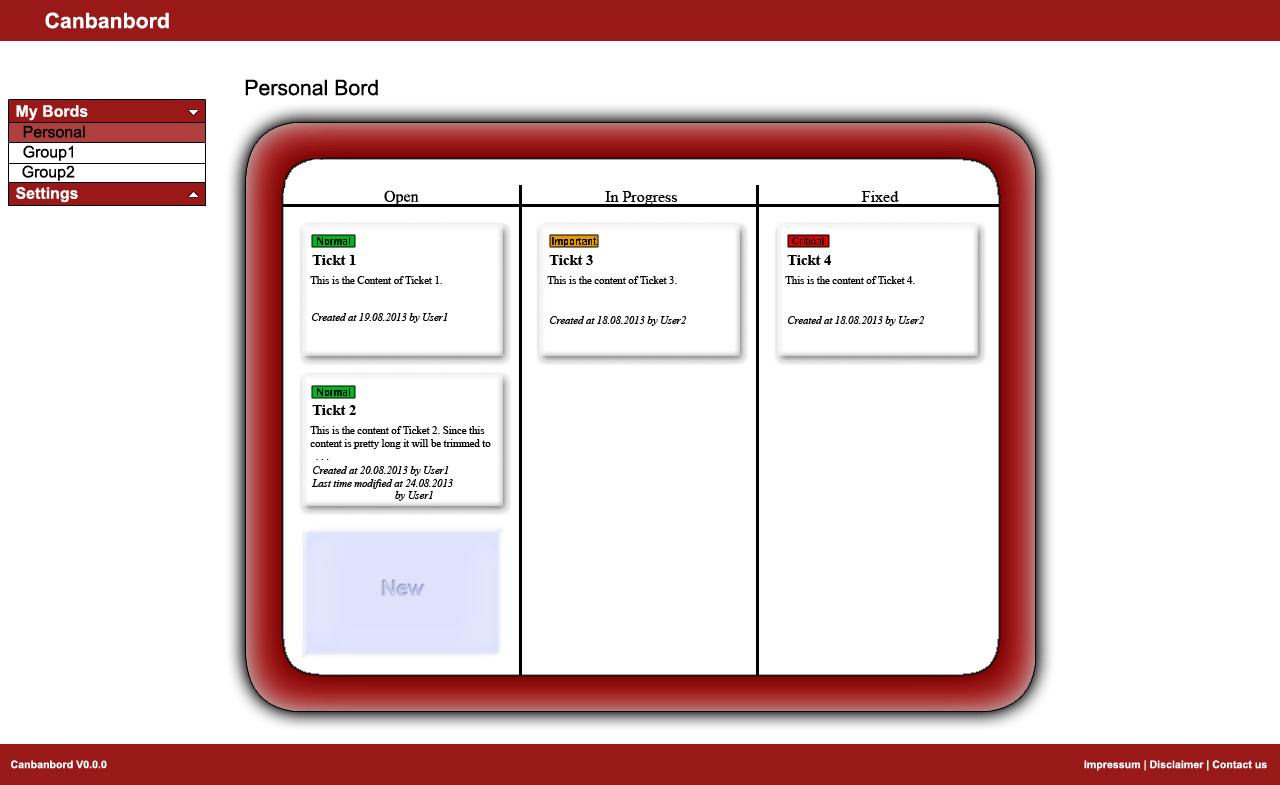 Canbanbord
Personal Bord
My Bords
Personal
Group1
Group2
Settings
Open
In Progress
Fixed
Normal
Tickt 1
This is the Content of Ticket 1.
Created at 19.08.2013 by User1
Normal
Tickt 2
This is the content of Ticket 2. Since this
content is pretty long it will be trimmed to
. . .
Created at 20.08.2013 by User1
Last time modified at 24.08.2013
by User1
New
Important
Tickt 3
This is the content of Ticket 3.
Created at 18.08.2013 by User2
Critical
Tickt 4
This is the content of Ticket 4.
Created at 18.08.2013 by User2
Canbanbord V0.0.0
Impressum | Disclaimer | Contact us